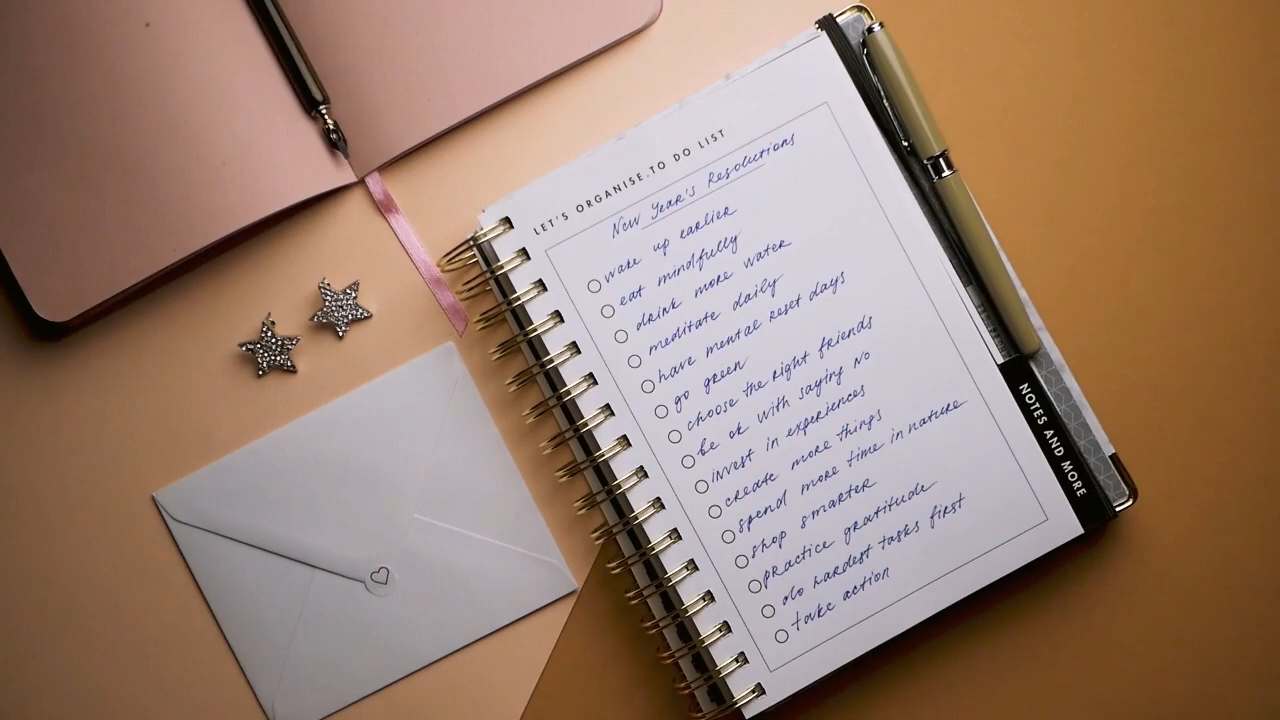 LET'S ORGANISE.TO DO LIST
New Year's Resolutions
wake up earlier
eat mindfully
drink more water
meditate daily
have mental reset days
go green
choose the right friends
be ok with saying No
invest in experiences
create more things
spend more time in nature
shop smarter
practice gratitude
do hardest tasks first
take action
NOTES AND MORE